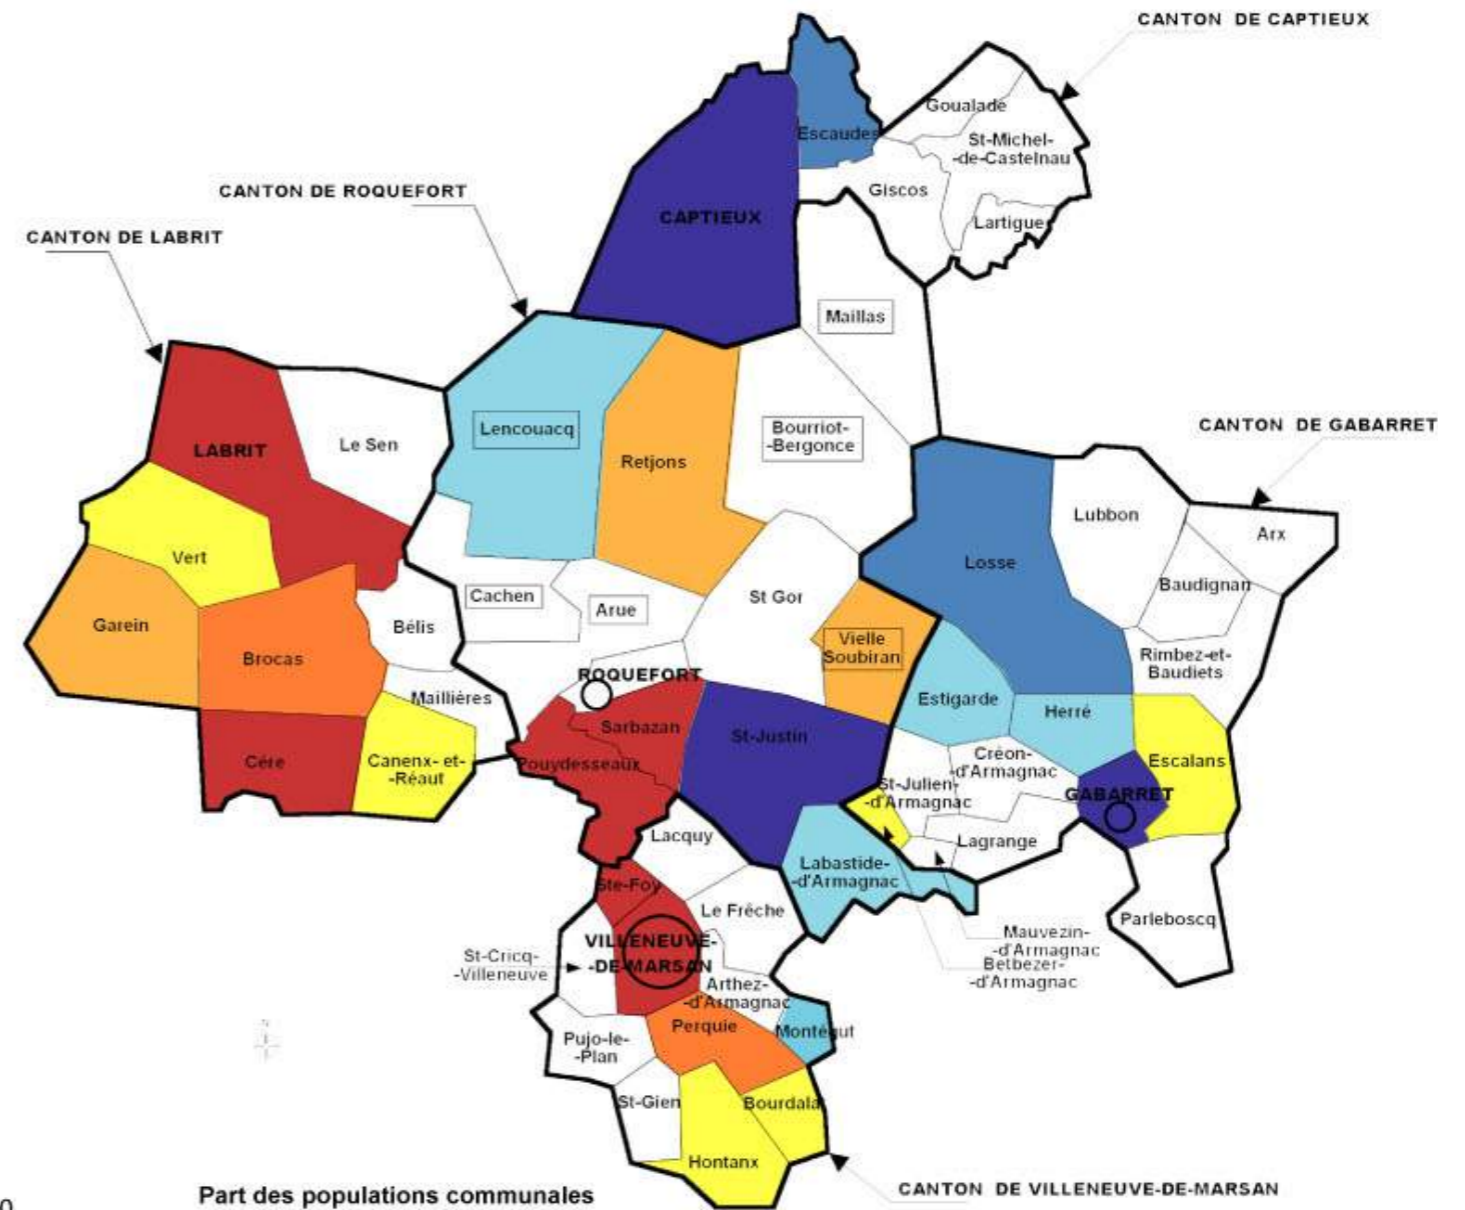 CANTON DE CAPTIEUX
Goualade
Escaudes
St-Michel-
-de-Castelnau
CANTON DE ROQUEFORT
Giscos
CAPTIEUX
Lartigue
CANTON DE LABRIT
Maillas
CANTON DE GABARRET
Lencouacq
Bourriot-
-Bergonce
Le Sen
LABRIT
Retjons
Lubbon
Arx
Vert
Losse
Baudignan
Cachen
St Gor
Arue
Garein
Bélis
Vielle
Soubiran
Brocas
Rimbez-et-
Baudiets
ROQUEFORT
Maillières
Estigarde
Herré
Sarbazan
St-Justin
Cére
Canenx- et-
-Réaut
Pouydesseaux
Créon-
-d'Armagnac
Escalans
St-Julien-
-d'Armagnac
GABARRET
Lacquy
Lagrange
Labastide-
-d'Armagnac
Ste-Foy
Le Frêche
Parleboscq
VILLENEUVE-
-DE-MARSAN
Mauvezin-
-d'Armagnac
St-Cricq-
-Villeneuve
Betbezer-
-d'Armagnac
Arthez-
-d'Armagnac
Perquie
Montégut
Pujo-le-
-Plan
St-Gien
Bourdala
Hontanx
CANTON DE VILLENEUVE-DE-MARSAN
Part des populations communales